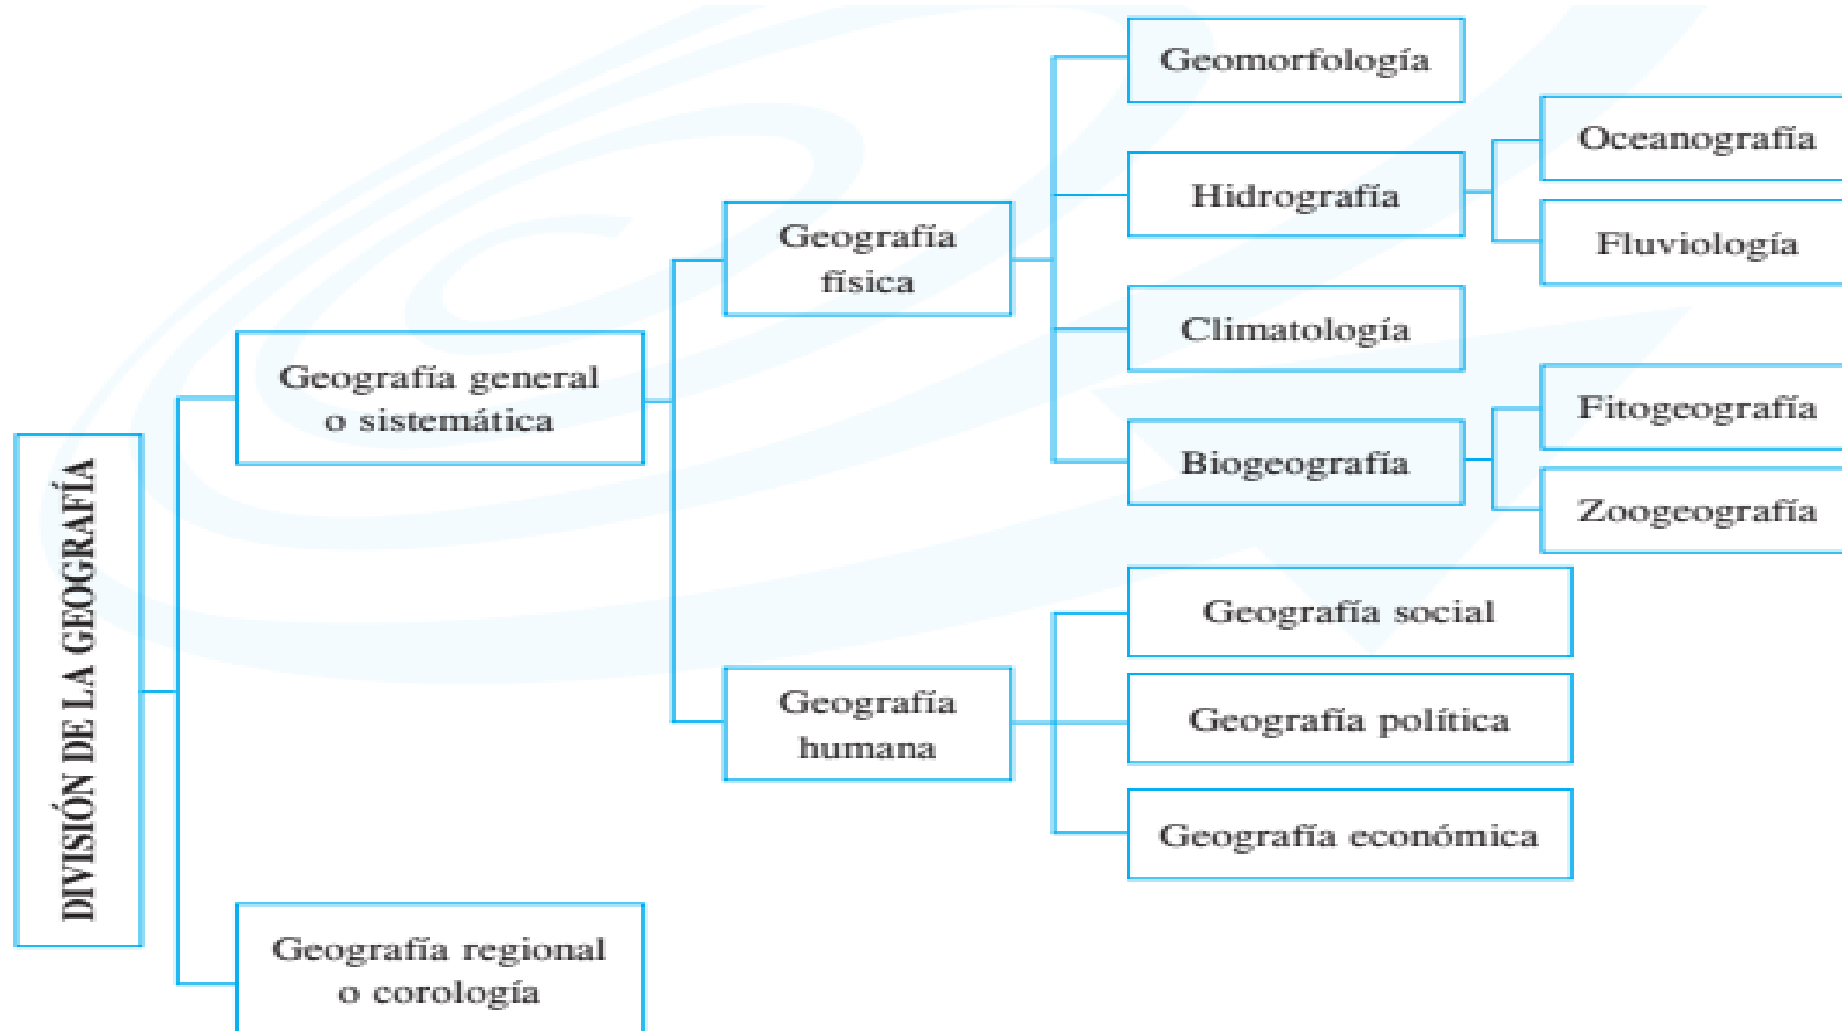 DIVISIÓN DE LA GEOGRAFÍA
Geografía general
o sistemática
Geografía
física
Geomorfología
Hidrografía
Oceanografía
Fluviología
Climatología
Biogeografía
Fitogeografía
Zoogeografía
Geografía
humana
Geografía social
Geografía política
Geografía económica
Geografía regional
o corología